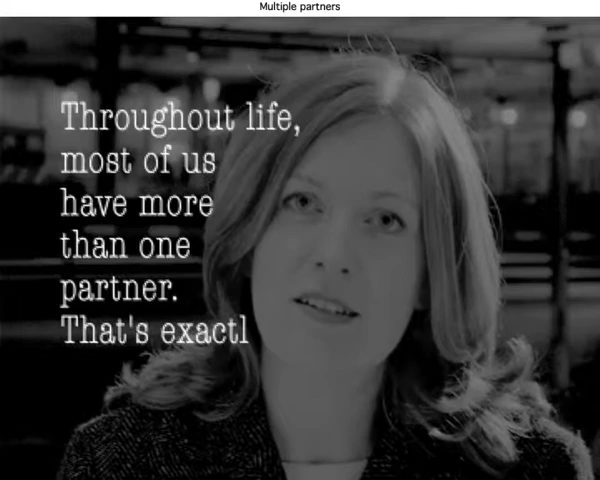 Multiple partners
Throughout life,
most of us
have more
than one
partner.
That's exactl